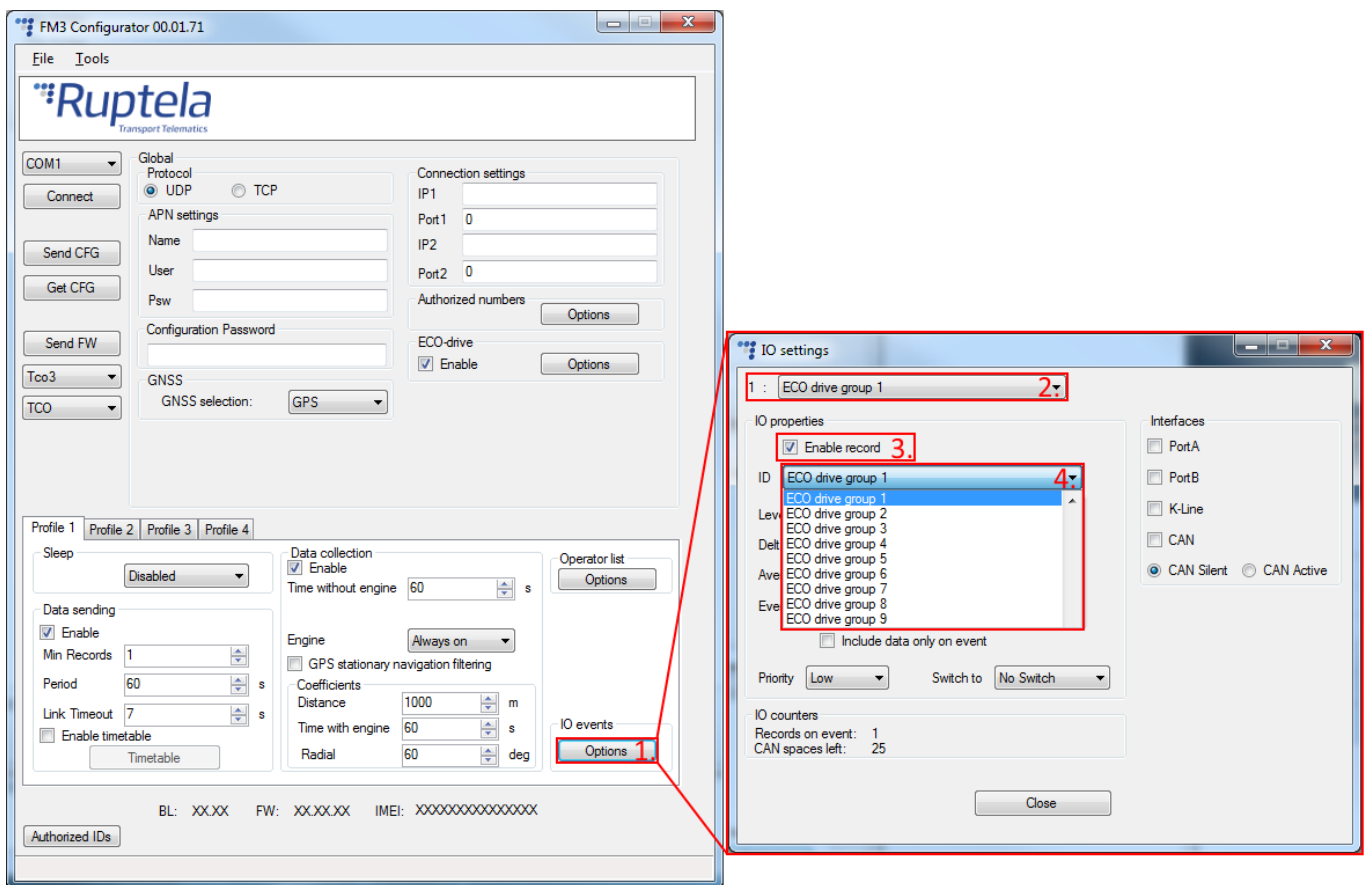 FM3 Configurator 00.01.71
File Tools
Ruptela
Transport Telematics
COM1
Connect
Send CFG
Get CFG
Send FW
Tco3
TCO
Global
Protocol
UDP TCP
APN settings
Name
User
Psw
Configuration Password
GNSS
GNSS selection: GPS
Connection settings
IP1
Port1 0
IP2
Port2 0
Authorized numbers
Options
ECO-drive
Enable Options
Profile 1 Profile 2 Profile 3 Profile 4
Sleep
Disabled
Data sending
Enable
Min Records 1
Period 60 s
Link Timeout 7 s
Enable timetable
Timetable
Data collection
Enable
Time without engine 60 s
Engine Always on
GPS stationary navigation filtering
Coefficients
Distance 1000 m
Time with engine 60 s
Radial 60 deg
Operator list
Options
IO events
Options 1.
BL: XX.XX FW: XX.XX.XX IMEI: XXXXXXXXXXXXXXX
Authorized IDs
IO settings
1 : ECO drive group 1 2.
IO properties
Enable record 3.
ID ECO drive group 1 4.
ECO drive group 1
Leve ECO drive group 2
ECO drive group 3
Delt ECO drive group 4
ECO drive group 5
Ave ECO drive group 6
ECO drive group 7
Eve ECO drive group 8
ECO drive group 9
Include data only on event
Priority Low Switch to No Switch
IO counters
Records on event: 1
CAN spaces left: 25
Interfaces
PortA
PortB
K-Line
CAN
CAN Silent CAN Active
Close